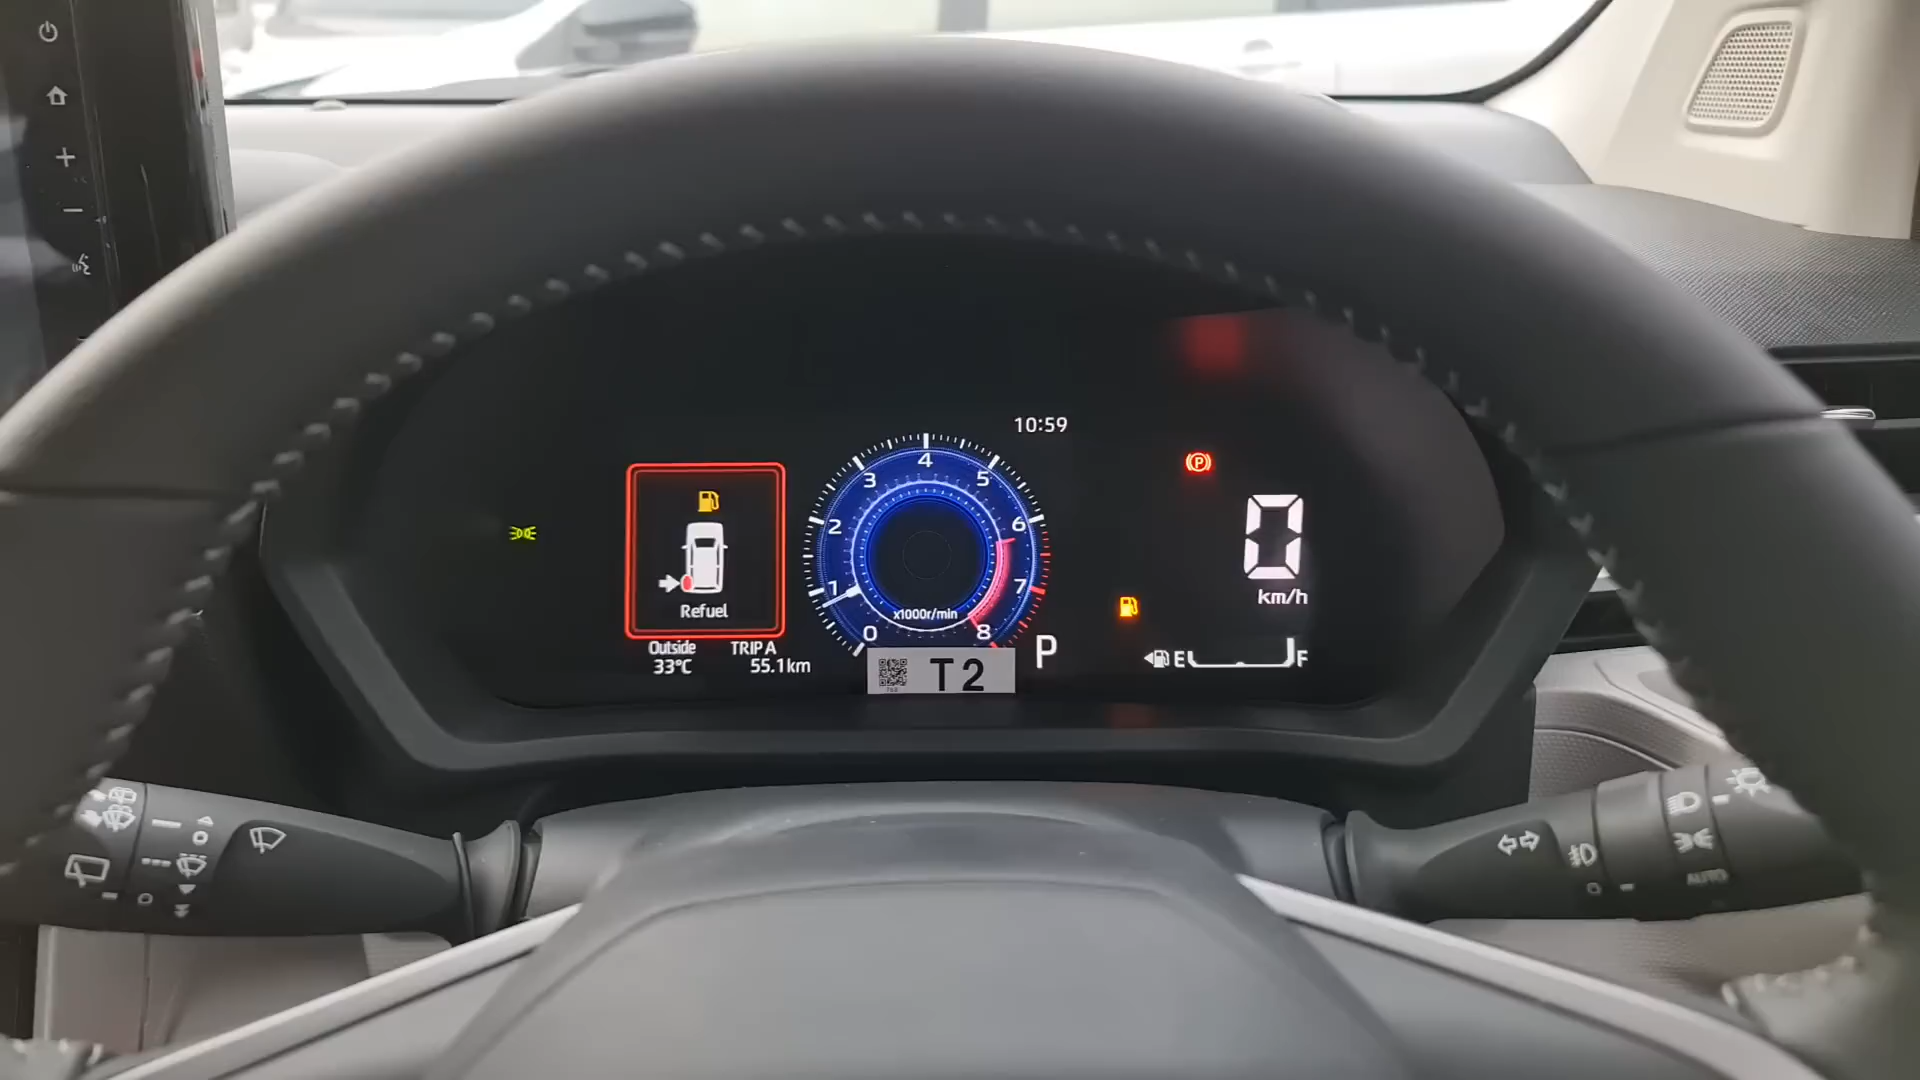 10:59
4
3
5
2
6
1
7
0
8
x1000r/min
Refuel
Outside
33°C
TRIP A
55.1km
P
T2
0
km/h
E
F
AUTO